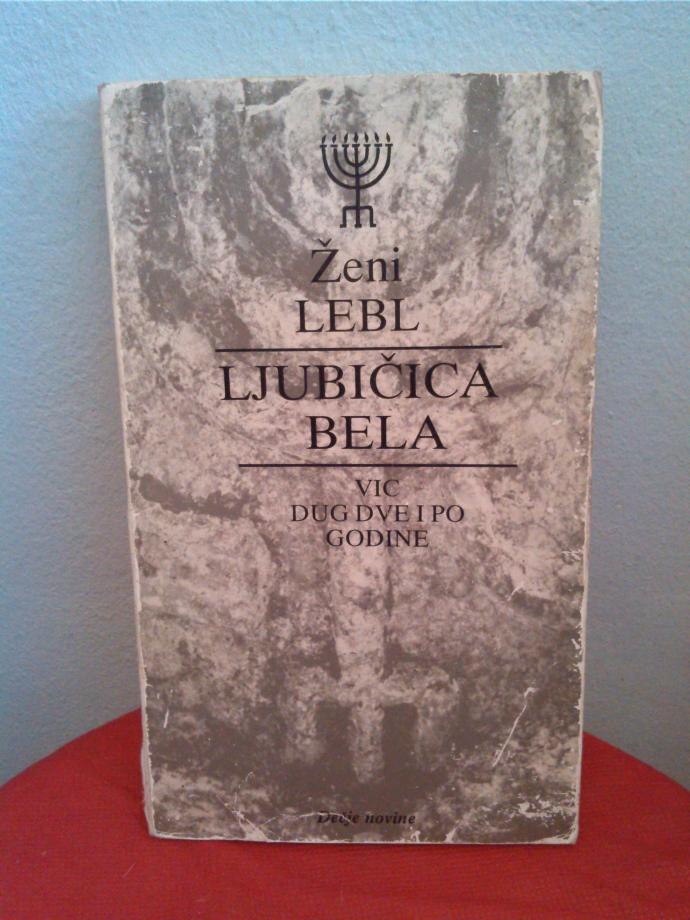 Ženi
LEBL
LJUBIČICA
BELA
VIC
DUG DVE I PO
GODINE
Dečje novine